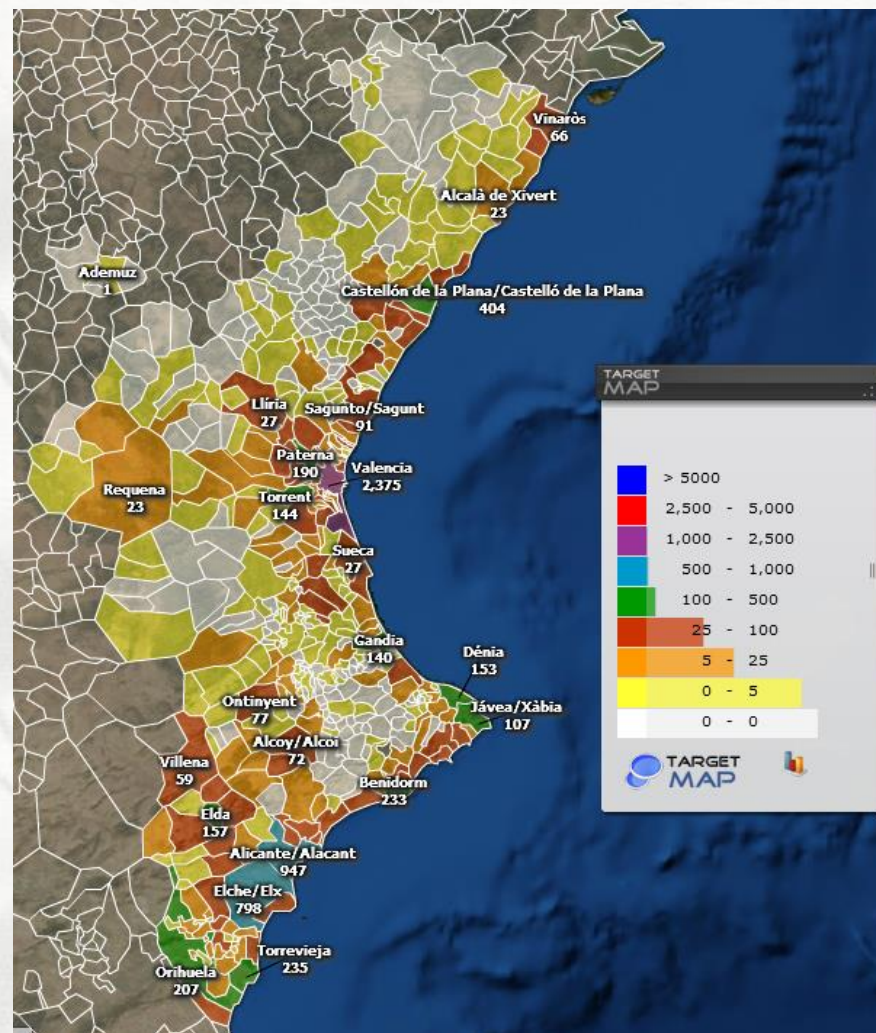 Vinaròs
66
Alcalà de Xivert
23
Ademuz
1
Castellón de la Plana/Castelló de la Plana
404
Llíria
27
Sagunto/Sagunt
91
Paterna
190
Valencia
2,375
Requena
23
Torrent
144
Sueca
27
Gandia
140
Dénia
153
Jávea/Xàbia
107
Ontinyent
77
Alcoy/Alcoi
72
Villena
59
Benidorm
233
Elda
157
Alicante/Alacant
947
Elche/Elx
798
Torrevieja
235
Orihuela
207
TARGET
MAP
> 5000
2,500 - 5,000
1,000 - 2,500
500 - 1,000
100 - 500
25 - 100
5 - 25
0 - 5
0 - 0
TARGET
MAP